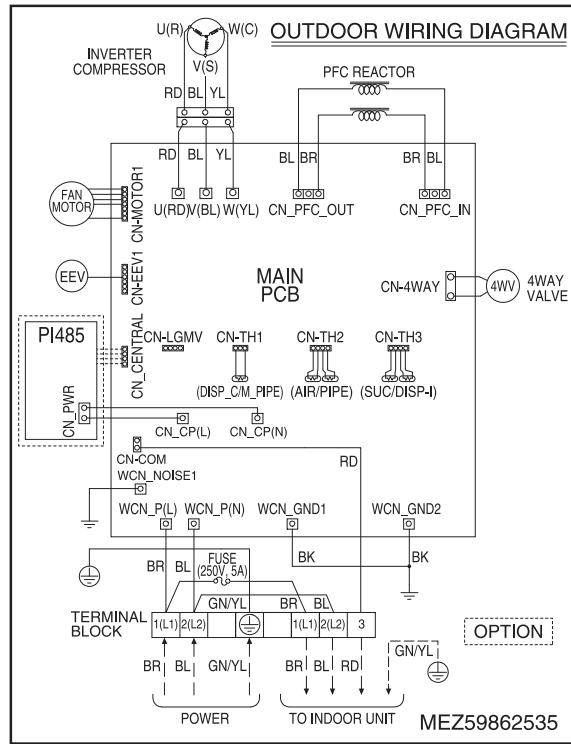 OUTDOOR WIRING DIAGRAM
U(R) W(C)
INVERTER
COMPRESSOR
V(S)
PFC REACTOR
RD BL YL
RD BL YL
BL BR
BR BL
FAN
MOTOR
CN-MOTOR1
U(RD) V(BL) W(YL)
CN_PFC_OUT
CN_PFC_IN
EEV
CN-EEV1
MAIN
PCB
CN-4WAY
4WV
4WAY
VALVE
PI485
CN_CENTRAL
CN-LGMV
CN-TH1
CN-TH2
CN-TH3
(DISP_C/M_PIPE)
(AIR/PIPE)
(SUC/DISP-I)
CN_PWR
CN_CP(L)
CN_CP(N)
CN-COM
RD
WCN_NOISE1
WCN_P(L)
WCN_P(N)
WCN_GND1
WCN_GND2
BK
BK
BR BL
FUSE
(250V, 5A)
GN/YL
BR BL
TERMINAL
BLOCK
1(L1) 2(L2)
1(L1) 2(L2) 3
OPTION
BR BL GN/YL
BR BL RD
GN/YL
POWER
TO INDOOR UNIT
MEZ59862535